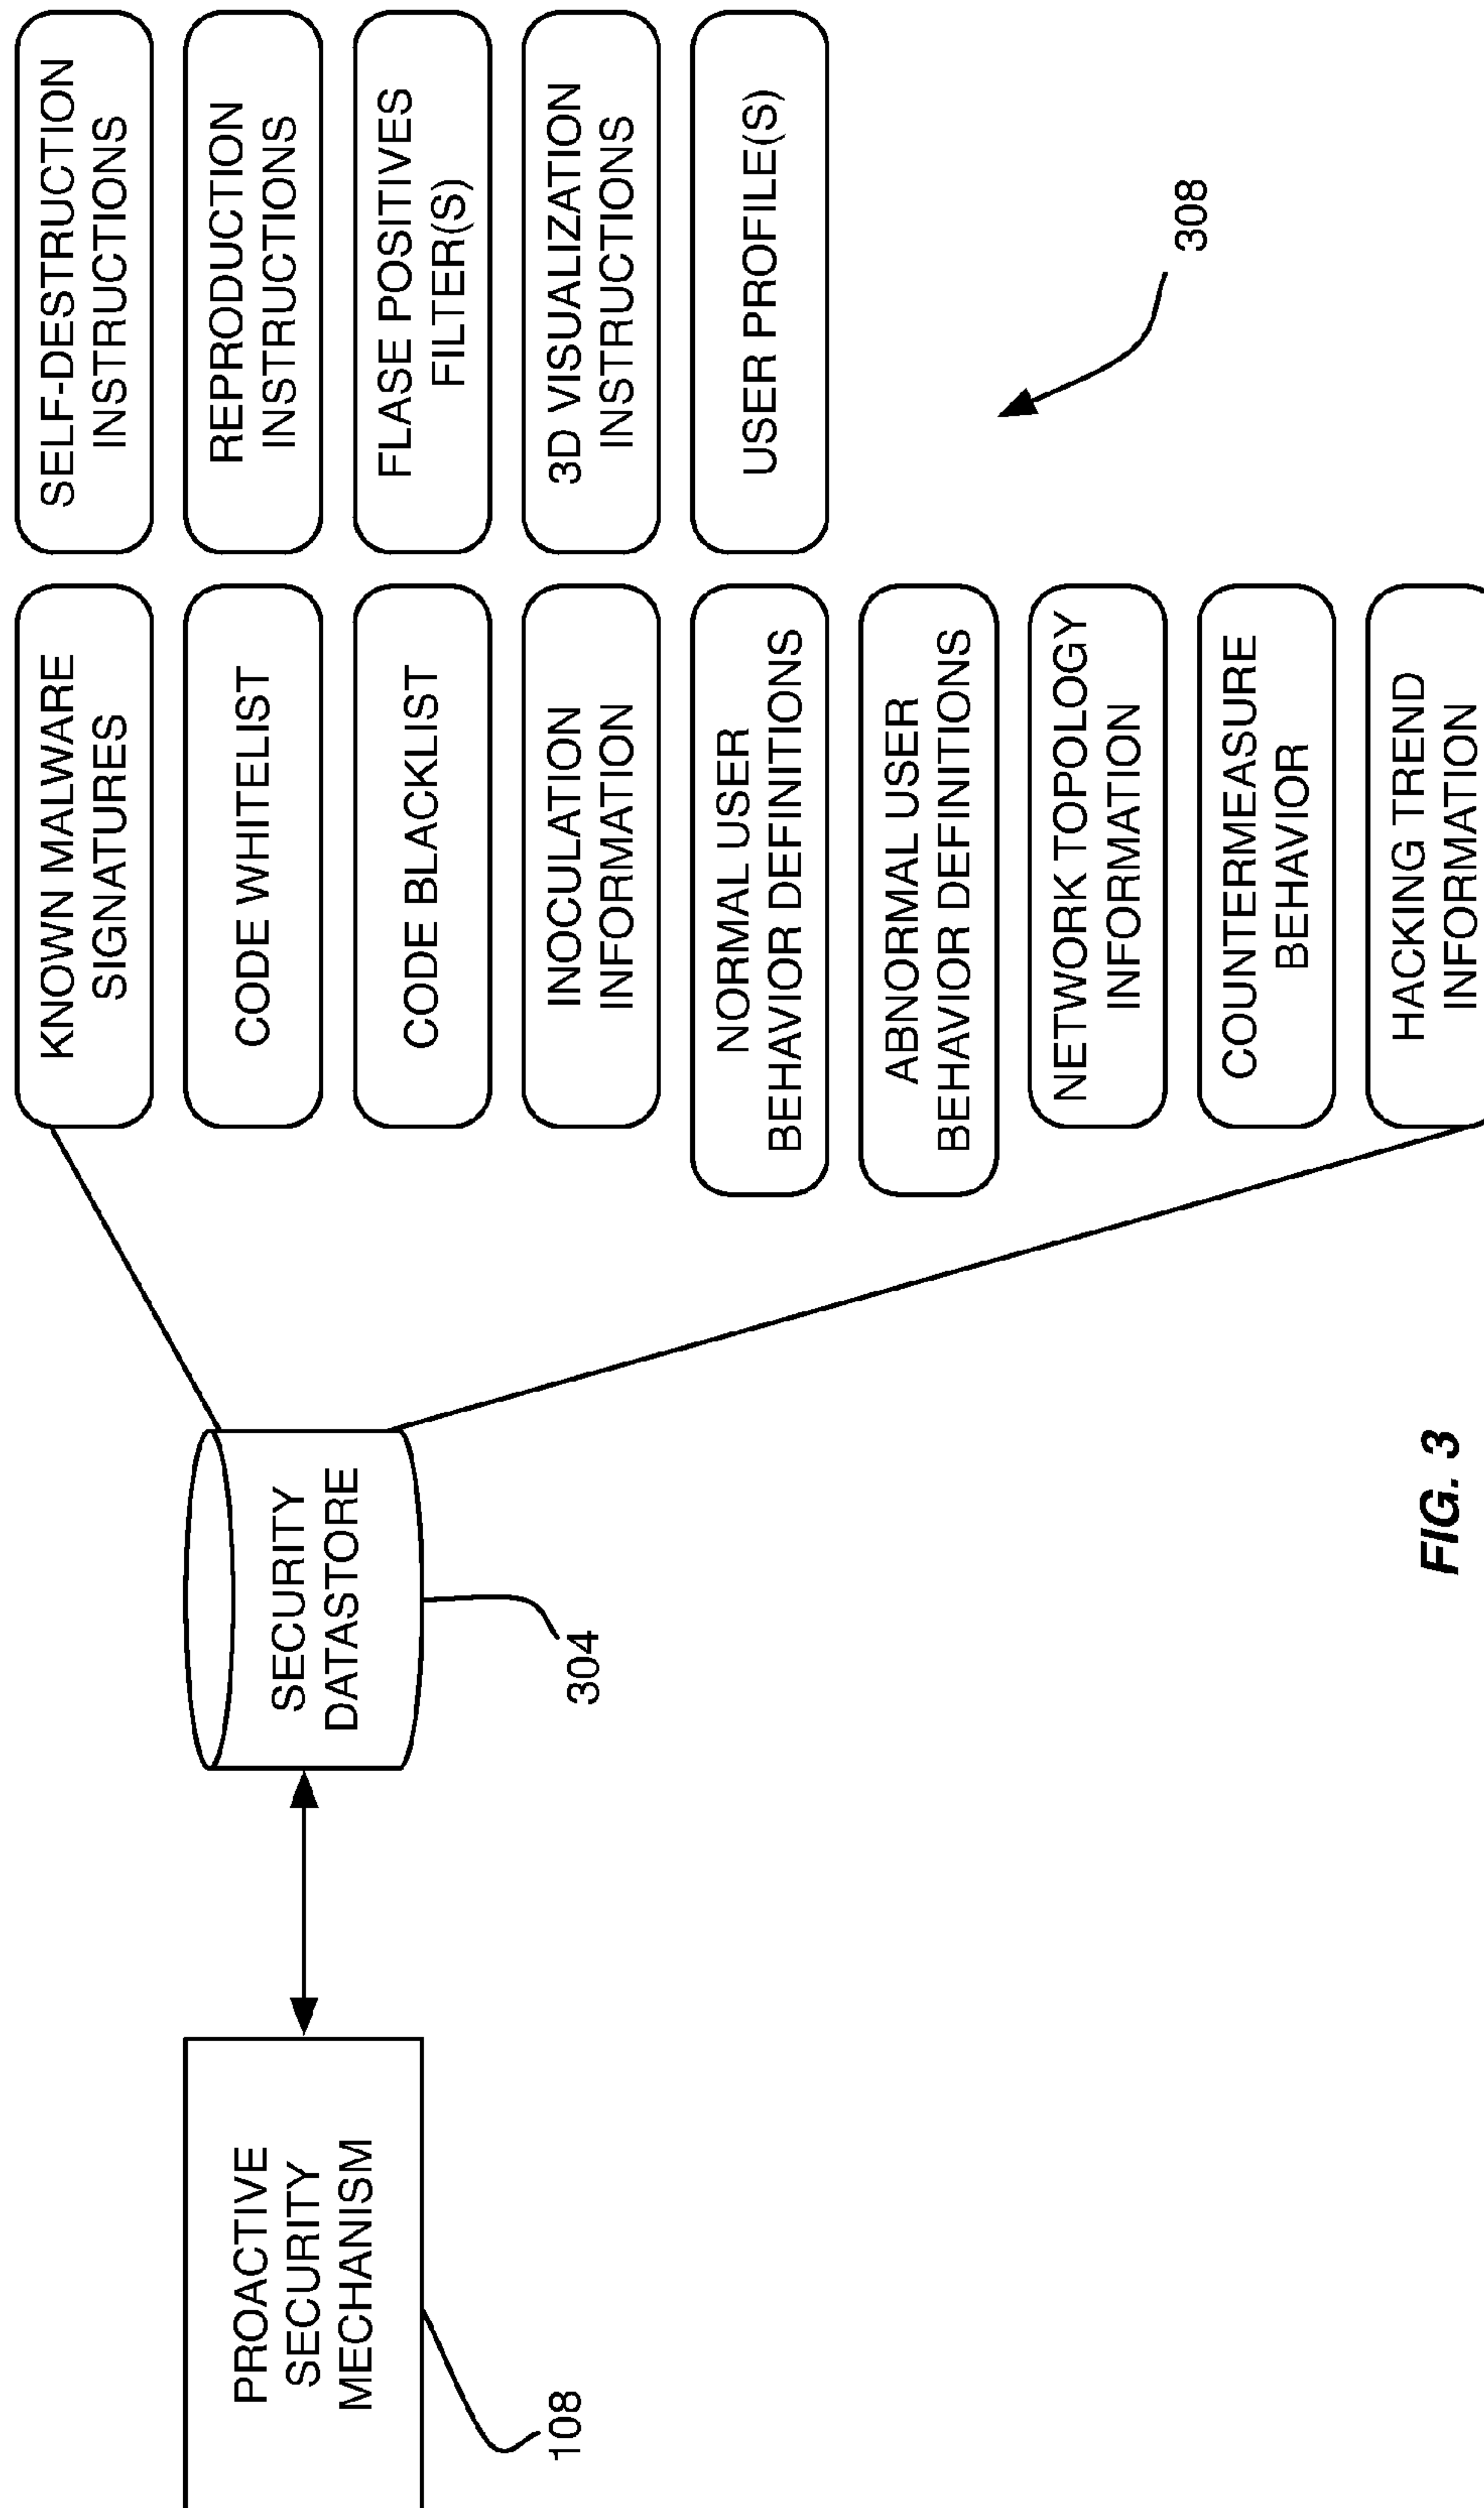 PROACTIVE
SECURITY
MECHANISM
108
SECURITY
DATASTORE
304
KNOWN MALWARE
SIGNATURES
CODE WHITELIST
CODE BLACKLIST
INOCULATION
INFORMATION
NORMAL USER
BEHAVIOR DEFINITIONS
ABNORMAL USER
BEHAVIOR DEFINITIONS
NETWORK TOPOLOGY
INFORMATION
COUNTERMEASURE
BEHAVIOR
HACKING TREND
INFORMATION
SELF-DESTRUCTION
INSTRUCTIONS
REPRODUCTION
INSTRUCTIONS
FLASE POSITIVES
FILTER(S)
3D VISUALIZATION
INSTRUCTIONS
USER PROFILE(S)
308
FIG. 3